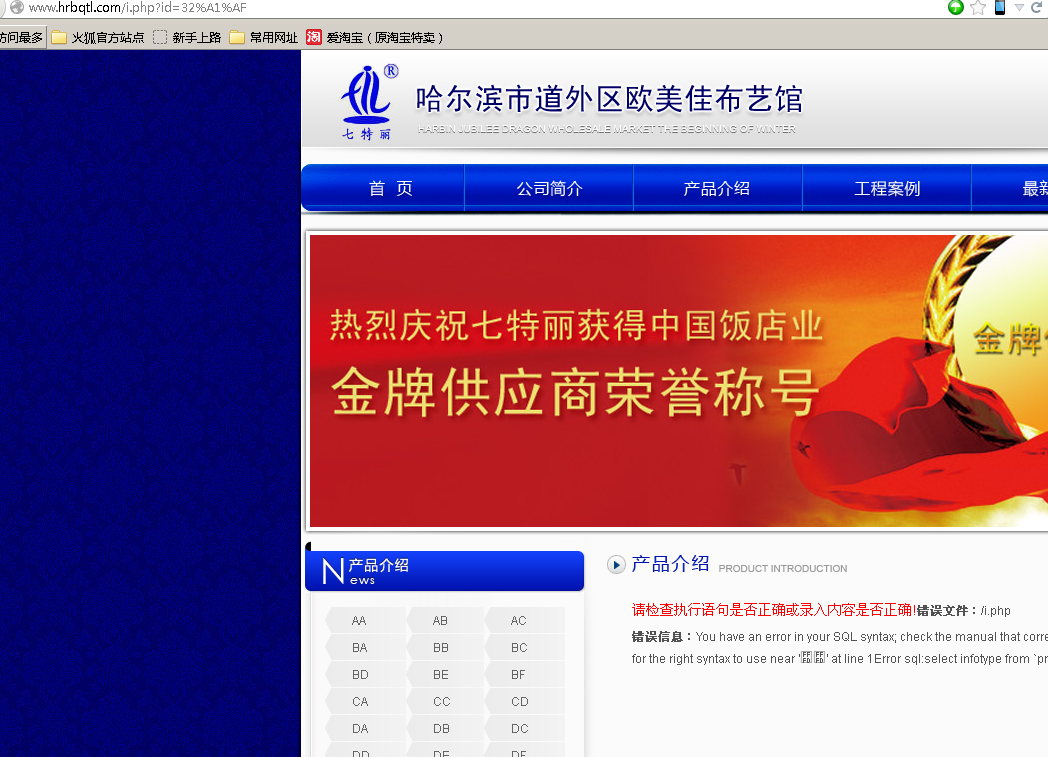 www.hrbqtl.com/i.php?id=32%A1%AF
访问最多 火狐官方站点 新手上路 常用网址 爱淘宝（原淘宝特卖）
七特丽
哈尔滨市道外区欧美佳布艺馆
HARBIN JUBILEE DRAGON WHOLESALE MARKET THE BEGINNING OF WINTER
首 页 公司简介 产品介绍 工程案例 最新
热烈庆祝七特丽获得中国饭店业
金牌供应商荣誉称号
金牌
News 产品介绍
产品介绍 PRODUCT INTRODUCTION
AA AB AC
BA BB BC
BD BE BF
CA CC CD
DA DB DC
DD DE DF
请检查执行语句是否正确或录入内容是否正确!错误文件：/i.php
错误信息：You have an error in your SQL syntax; check the manual that corre
for the right syntax to use near '' at line 1Error sql:select infotype from `pr